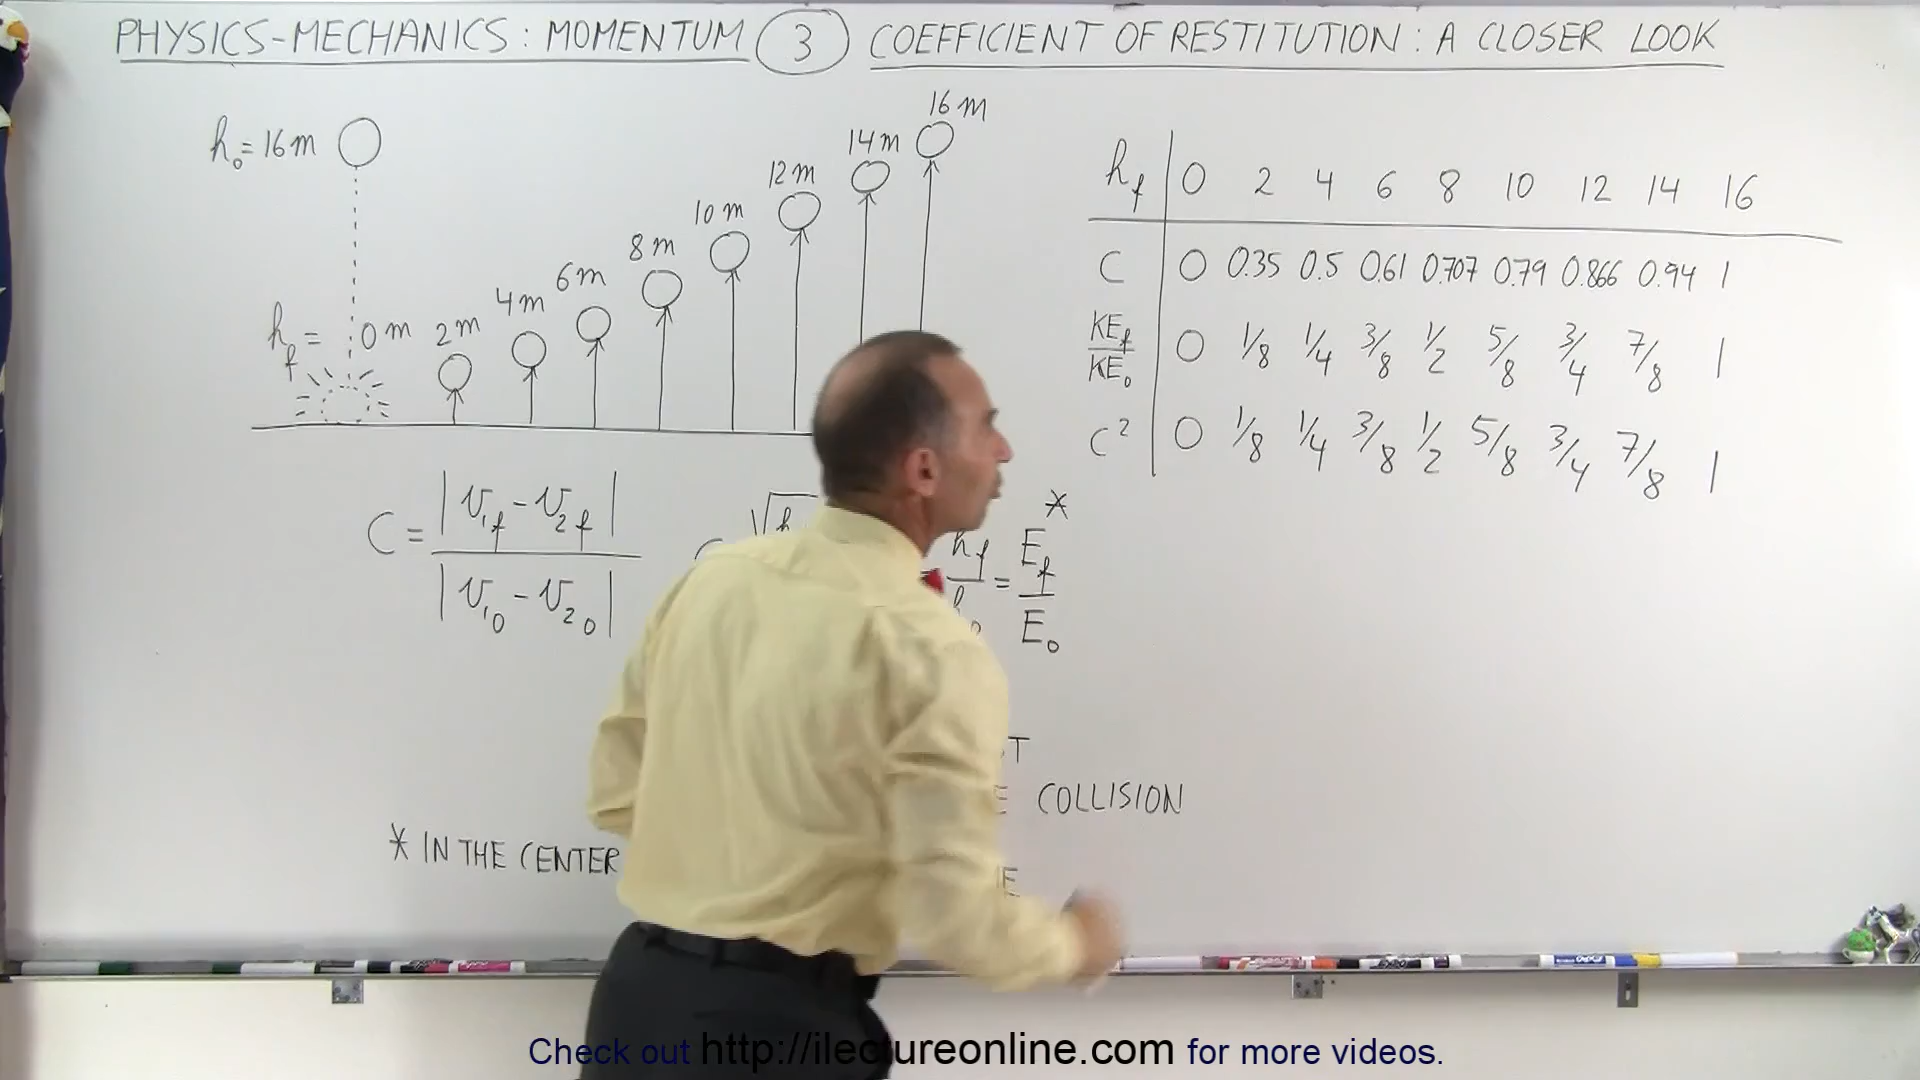 PHYSICS-MECHANICS: MOMENTUM 3 COEFFICIENT OF RESTITUTION: A CLOSER LOOK
h₀ = 16 m
h_f = 0 m 2 m 4 m 6 m 8 m 10 m 12 m 14 m 16 m
h_f 0 2 4 6 8 10 12 14 16
C 0 0.35 0.5 0.61 0.707 0.79 0.866 0.94 1
KE_f/KE₀ 0 1/8 1/4 3/8 1/2 5/8 3/4 7/8 1
C² 0 1/8 1/4 3/8 1/2 5/8 3/4 7/8 1
C = |v₁f - v₂f| / |v₁₀ - v₂₀|
h_f = E_f/E₀ *
COLLISION
* IN THE CENTER
Check out http://ilectureonline.com for more videos.